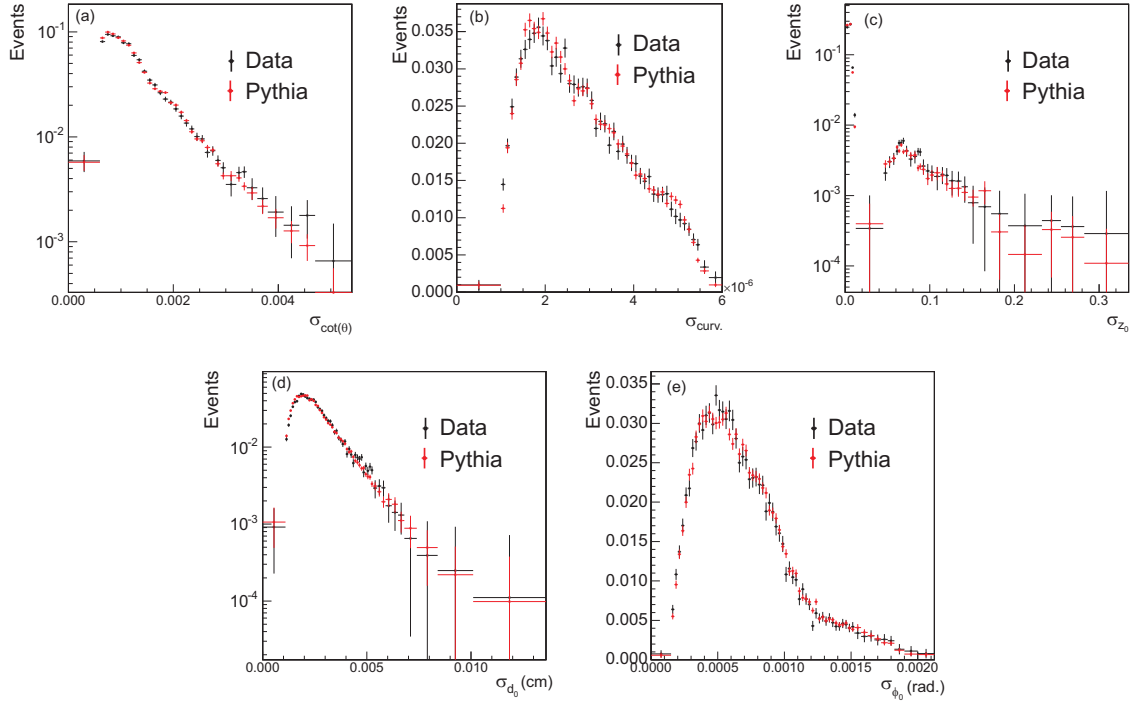 (a)
Events
10⁻¹
10⁻²
10⁻³
Data
Pythia
0.000
0.002
0.004
σcot(θ)
(b)
Events
0.035
0.030
0.025
0.020
0.015
0.010
0.005
0.000
Data
Pythia
0
2
4
6
×10⁻⁶
σcurv.
(c)
Events
10⁻¹
10⁻²
10⁻³
10⁻⁴
Data
Pythia
0.0
0.1
0.2
0.3
σz₀
(d)
Events
10⁻²
10⁻³
10⁻⁴
Data
Pythia
0.000
0.005
0.010
σd₀ (cm)
(e)
Events
0.035
0.030
0.025
0.020
0.015
0.010
0.005
0.000
Data
Pythia
0.0000
0.0005
0.0010
0.0015
0.0020
σϕ₀ (rad.)